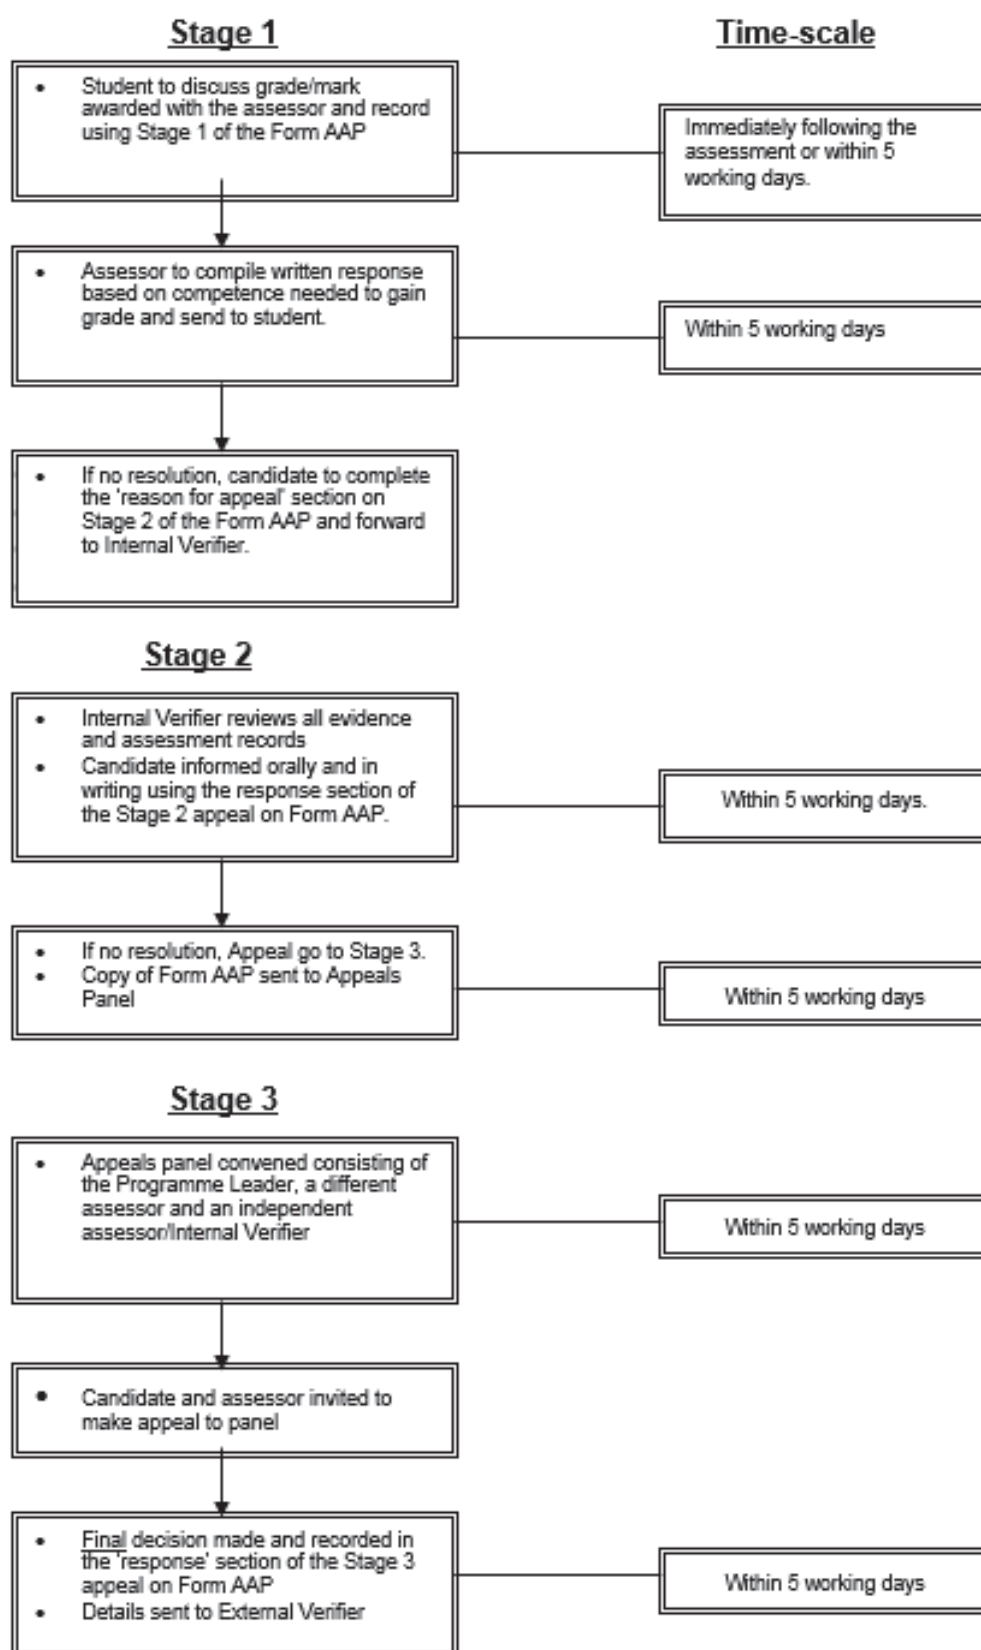 Stage 1
Time-scale
• Student to discuss grade/mark
awarded with the assessor and record
using Stage 1 of the Form AAP
Immediately following the
assessment or within 5
working days.
• Assessor to compile written response
based on competence needed to gain
grade and send to student.
Within 5 working days
• If no resolution, candidate to complete
the 'reason for appeal' section on
Stage 2 of the Form AAP and forward
to Internal Verifier.
Stage 2
• Internal Verifier reviews all evidence
and assessment records
• Candidate informed orally and in
writing using the response section of
the Stage 2 appeal on Form AAP.
Within 5 working days.
• If no resolution, Appeal go to Stage 3.
• Copy of Form AAP sent to Appeals
Panel
Within 5 working days
Stage 3
• Appeals panel convened consisting of
the Programme Leader, a different
assessor and an independent
assessor/Internal Verifier
Within 5 working days
• Candidate and assessor invited to
make appeal to panel
• Final decision made and recorded in
the 'response' section of the Stage 3
appeal on Form AAP
• Details sent to External Verifier
Within 5 working days